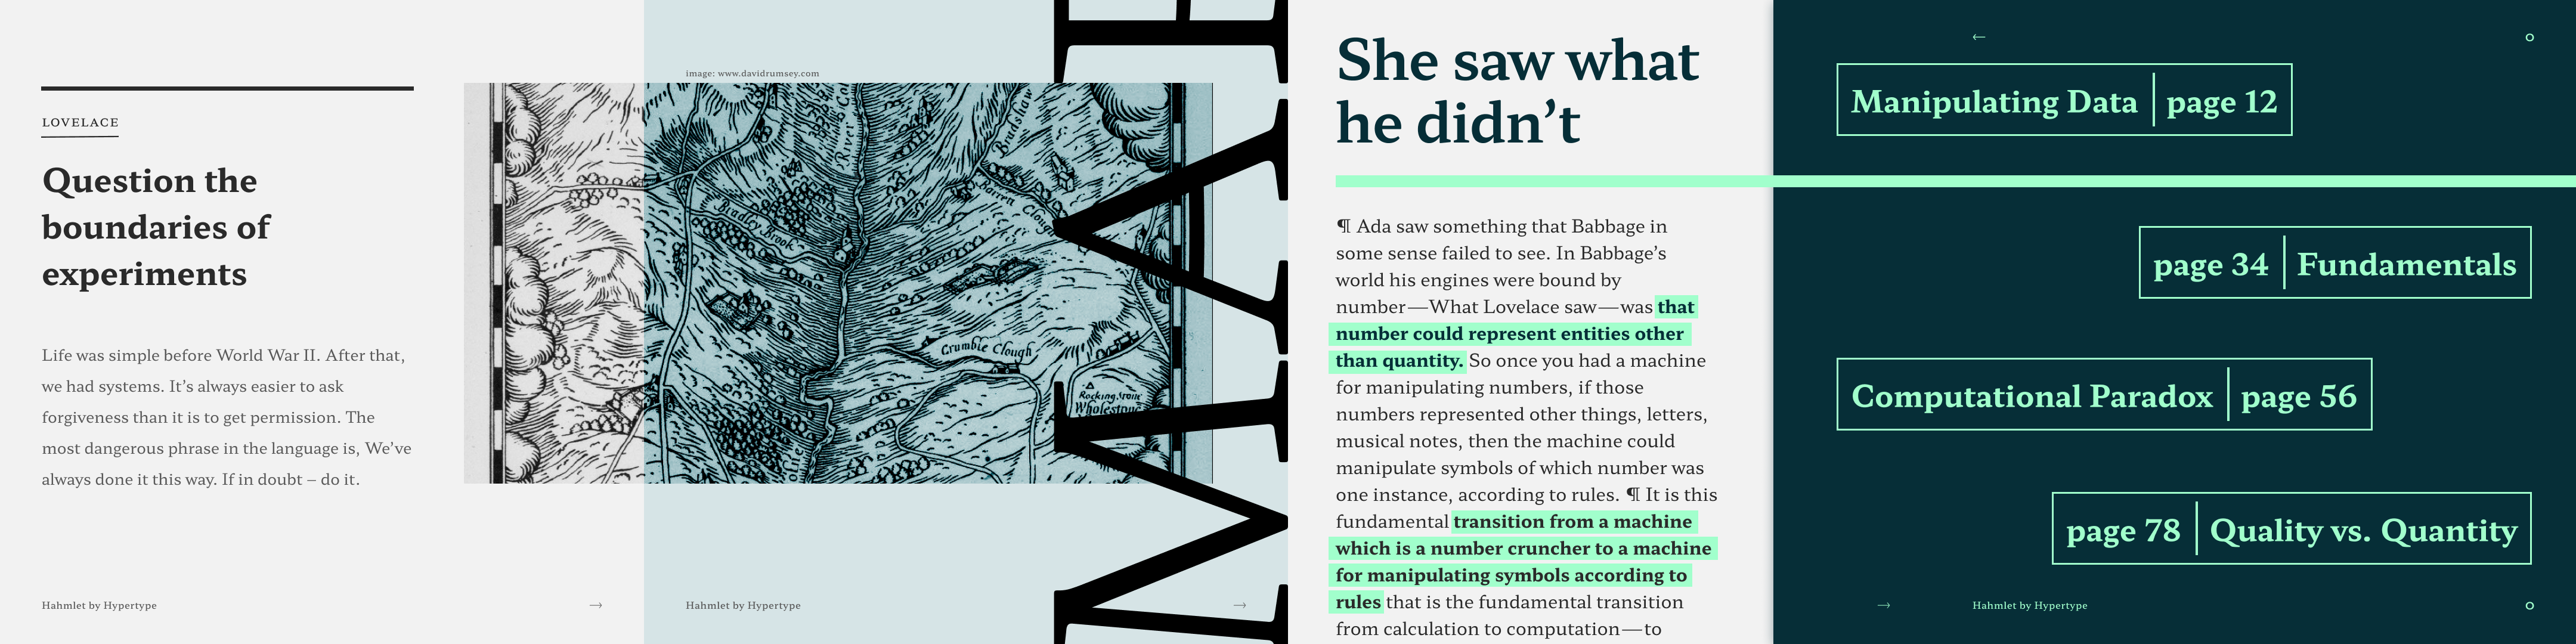 LOVELACE
Question the
boundaries of
experiments
Life was simple before World War II. After that,
we had systems. It’s always easier to ask
forgiveness than it is to get permission. The
most dangerous phrase in the language is, We’ve
always done it this way. If in doubt – do it.
Hahmlet by Hypertype
→
image: www.davidrumsey.com
River
Bradshaw
Bairin Clough
Brook
Crumble Clough
Rocking stone
Wholestone
MA
Hahmlet by Hypertype
→
She saw what
he didn’t
¶ Ada saw something that Babbage in
some sense failed to see. In Babbage’s
world his engines were bound by
number—What Lovelace saw—was that
number could represent entities other
than quantity. So once you had a machine
for manipulating numbers, if those
numbers represented other things, letters,
musical notes, then the machine could
manipulate symbols of which number was
one instance, according to rules. ¶ It is this
fundamental transition from a machine
which is a number cruncher to a machine
for manipulating symbols according to
rules that is the fundamental transition
from calculation to computation—to
←
Manipulating Data | page 12
page 34 | Fundamentals
Computational Paradox | page 56
page 78 | Quality vs. Quantity
→
Hahmlet by Hypertype